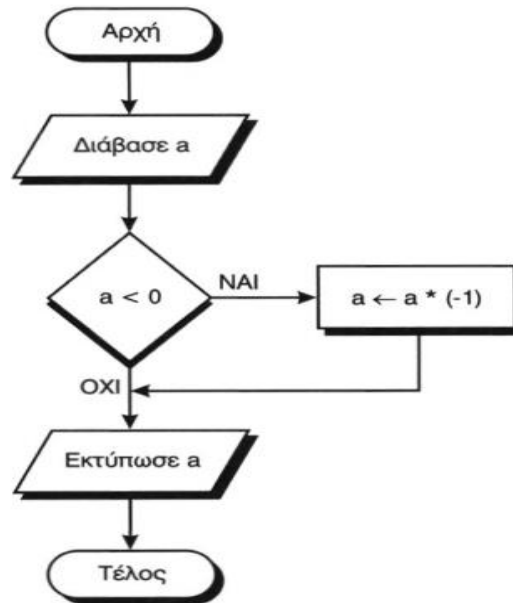 Αρχή
Διάβασε a
a < 0
ΝΑΙ
a ← a * (-1)
ΟΧΙ
Εκτύπωσε a
Τέλος